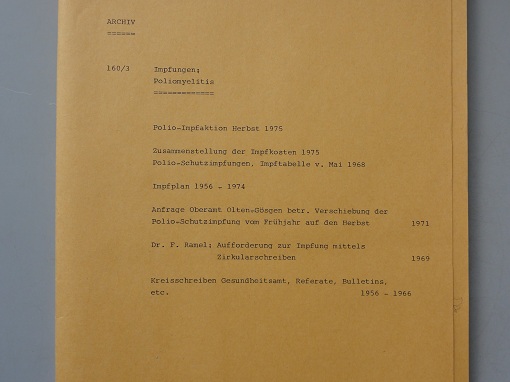 ARCHIV
======
160/3 Impfungen;
Poliomyelitis
=============
Polio-Impfaktion Herbst 1975
Zusammenstellung der Impfkosten 1975
Polio-Schutzimpfungen, Impftabelle v. Mai 1968
Impfplan 1956 - 1974
Anfrage Oberamt Olten-Gösgen betr. Verschiebung der
Polio-Schutzimpfung vom Frühjahr auf den Herbst 1971
Dr. F. Ramel; Aufforderung zur Impfung mittels
Zirkularschreiben 1969
Kreisschreiben Gesundheitsamt, Referate, Bulletins,
etc. 1956 - 1966